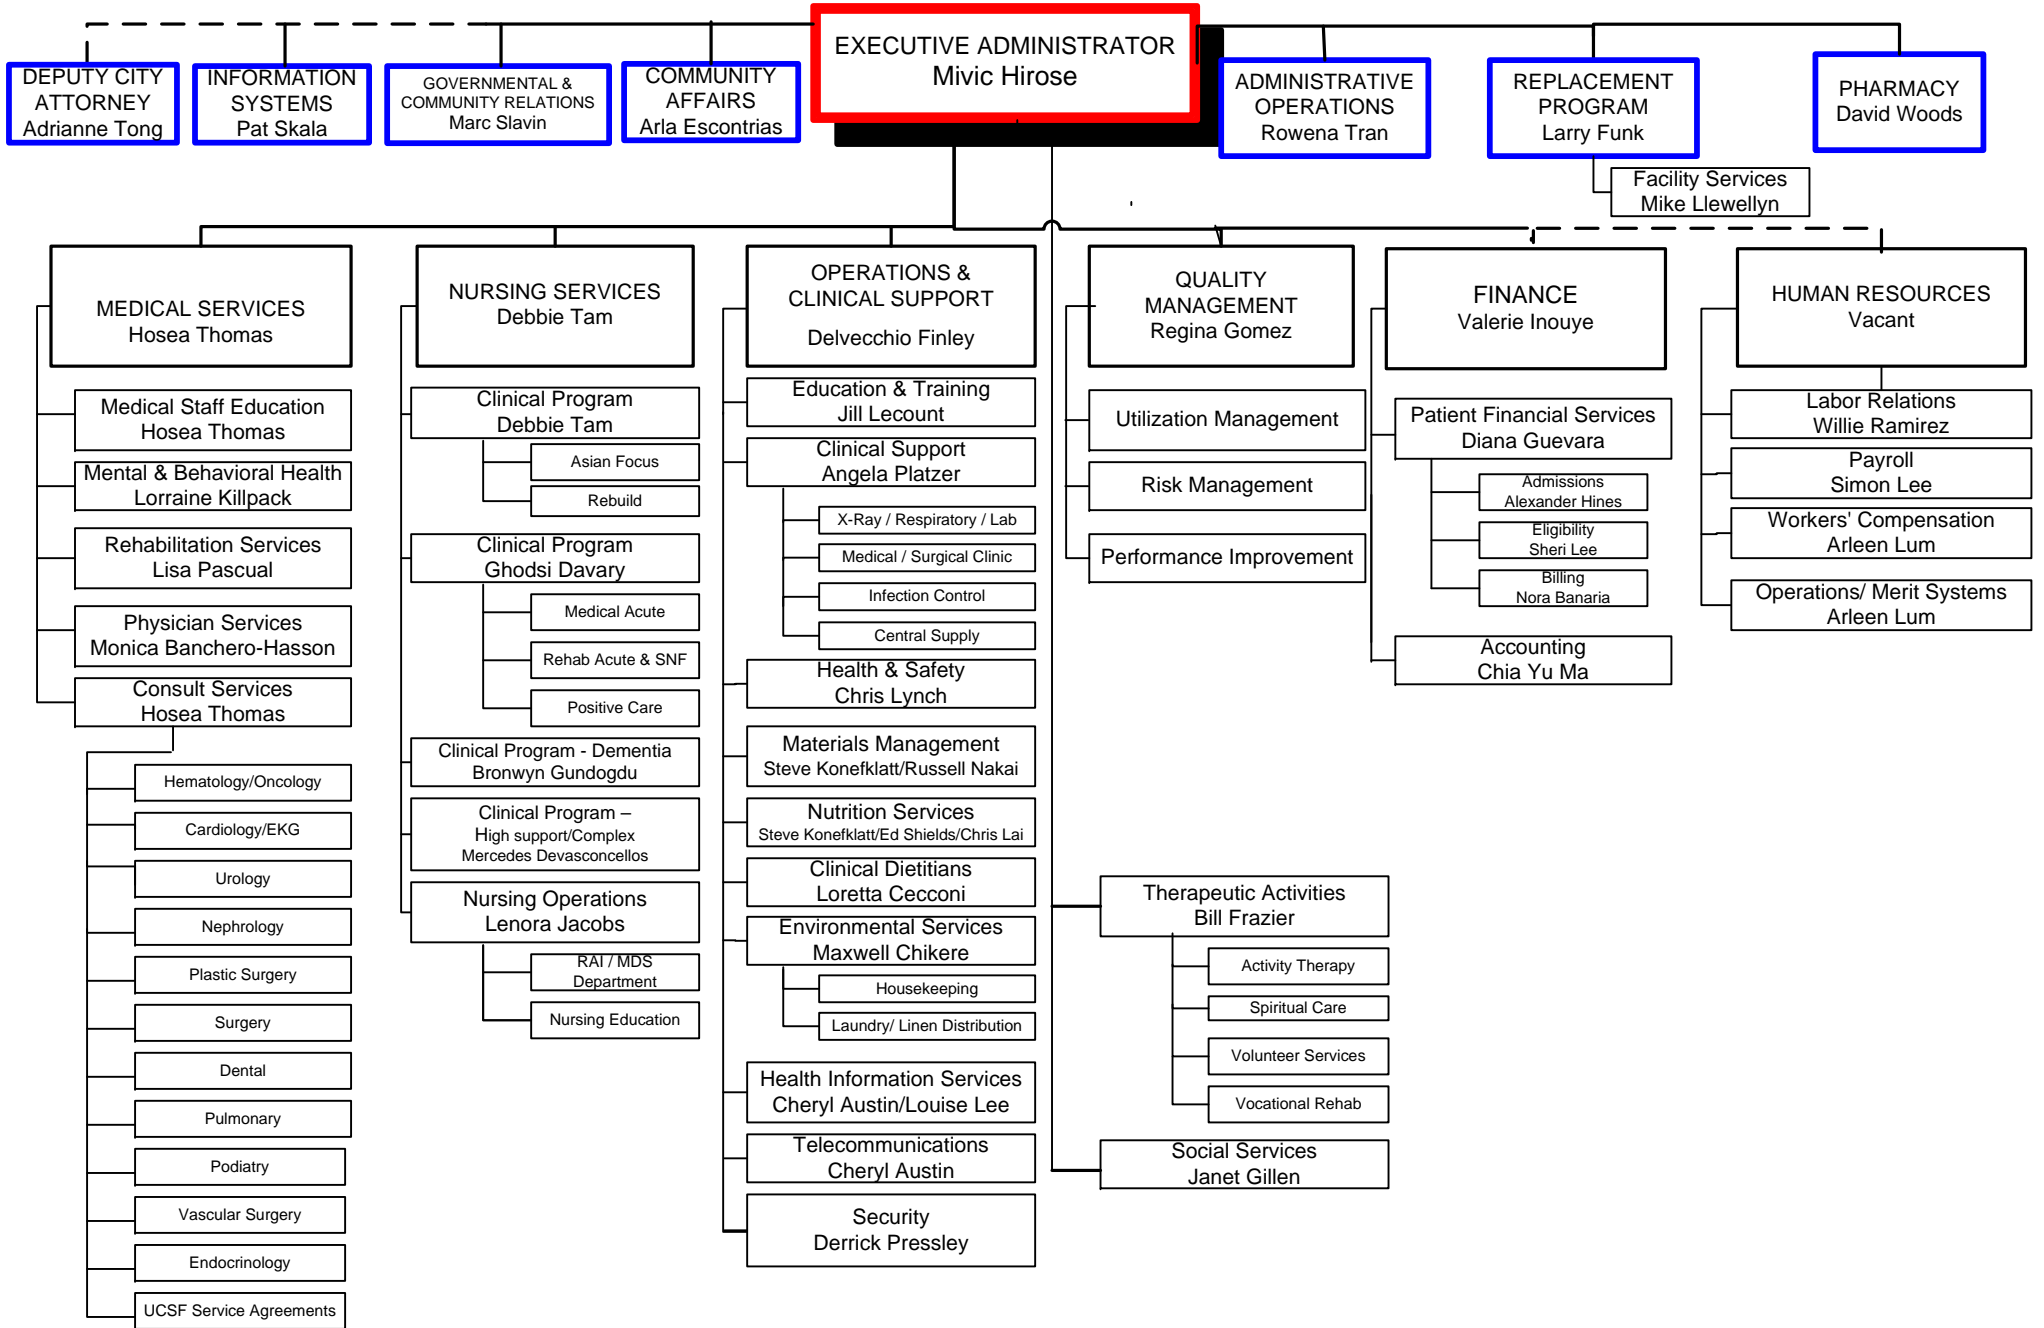 EXECUTIVE ADMINISTRATOR
Mivic Hirose
DEPUTY CITY
ATTORNEY
Adrianne Tong
INFORMATION
SYSTEMS
Pat Skala
GOVERNMENTAL &
COMMUNITY RELATIONS
Marc Slavin
COMMUNITY
AFFAIRS
Arla Escontrias
ADMINISTRATIVE
OPERATIONS
Rowena Tran
REPLACEMENT
PROGRAM
Larry Funk
PHARMACY
David Woods
Facility Services
Mike Llewellyn
MEDICAL SERVICES
Hosea Thomas
Medical Staff Education
Hosea Thomas
Mental & Behavioral Health
Lorraine Killpack
Rehabilitation Services
Lisa Pascual
Physician Services
Monica Banchero-Hasson
Consult Services
Hosea Thomas
Hematology/Oncology
Cardiology/EKG
Urology
Nephrology
Plastic Surgery
Surgery
Dental
Pulmonary
Podiatry
Vascular Surgery
Endocrinology
UCSF Service Agreements
NURSING SERVICES
Debbie Tam
Clinical Program
Debbie Tam
Asian Focus
Rebuild
Clinical Program
Ghodsi Davary
Medical Acute
Rehab Acute & SNF
Positive Care
Clinical Program - Dementia
Bronwyn Gundogdu
Clinical Program –
High support/Complex
Mercedes Devasconcellos
Nursing Operations
Lenora Jacobs
RAI / MDS
Department
Nursing Education
OPERATIONS &
CLINICAL SUPPORT
Delvecchio Finley
Education & Training
Jill Lecount
Clinical Support
Angela Platzer
X-Ray / Respiratory / Lab
Medical / Surgical Clinic
Infection Control
Central Supply
Health & Safety
Chris Lynch
Materials Management
Steve Konefklatt/Russell Nakai
Nutrition Services
Steve Konefklatt/Ed Shields/Chris Lai
Clinical Dietitians
Loretta Cecconi
Environmental Services
Maxwell Chikere
Housekeeping
Laundry/ Linen Distribution
Health Information Services
Cheryl Austin/Louise Lee
Telecommunications
Cheryl Austin
Security
Derrick Pressley
QUALITY
MANAGEMENT
Regina Gomez
Utilization Management
Risk Management
Performance Improvement
Therapeutic Activities
Bill Frazier
Activity Therapy
Spiritual Care
Volunteer Services
Vocational Rehab
Social Services
Janet Gillen
FINANCE
Valerie Inouye
Patient Financial Services
Diana Guevara
Admissions
Alexander Hines
Eligibility
Sheri Lee
Billing
Nora Banaria
Accounting
Chia Yu Ma
HUMAN RESOURCES
Vacant
Labor Relations
Willie Ramirez
Payroll
Simon Lee
Workers' Compensation
Arleen Lum
Operations/ Merit Systems
Arleen Lum